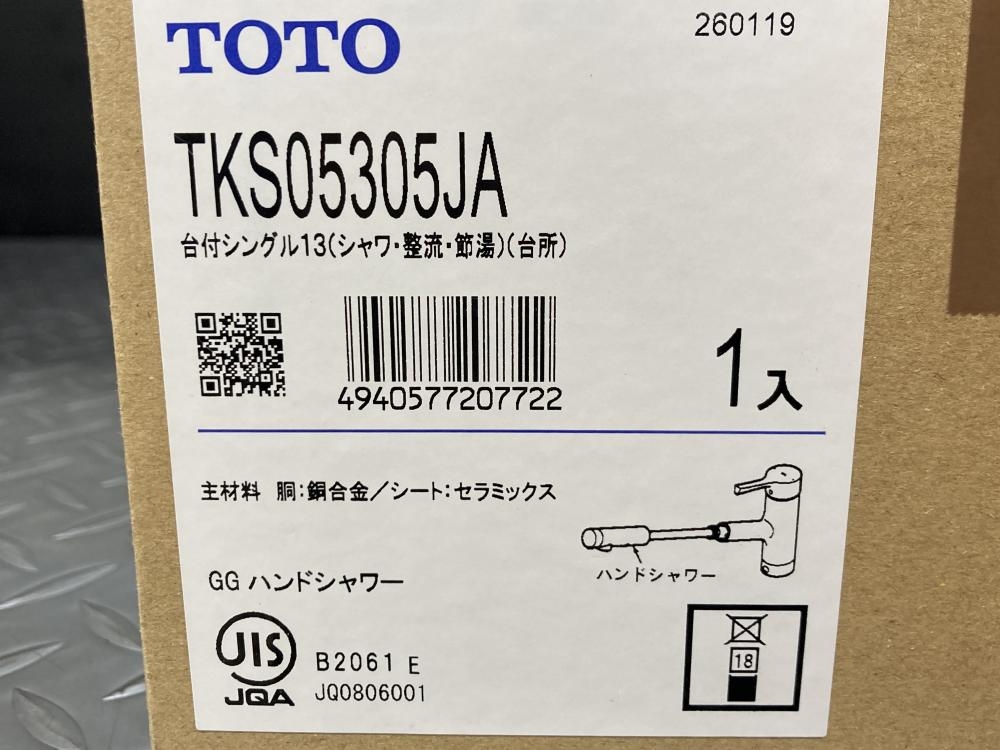 TOTO
260119
TKS05305JA
台付シングル13(シャワ・整流・節湯)(台所)
4940577207722
1入
主材料 胴:銅合金/シート:セラミックス
ハンドシャワー
GG ハンドシャワー
JIS
JQA
B2061 E
JQ0806001
18